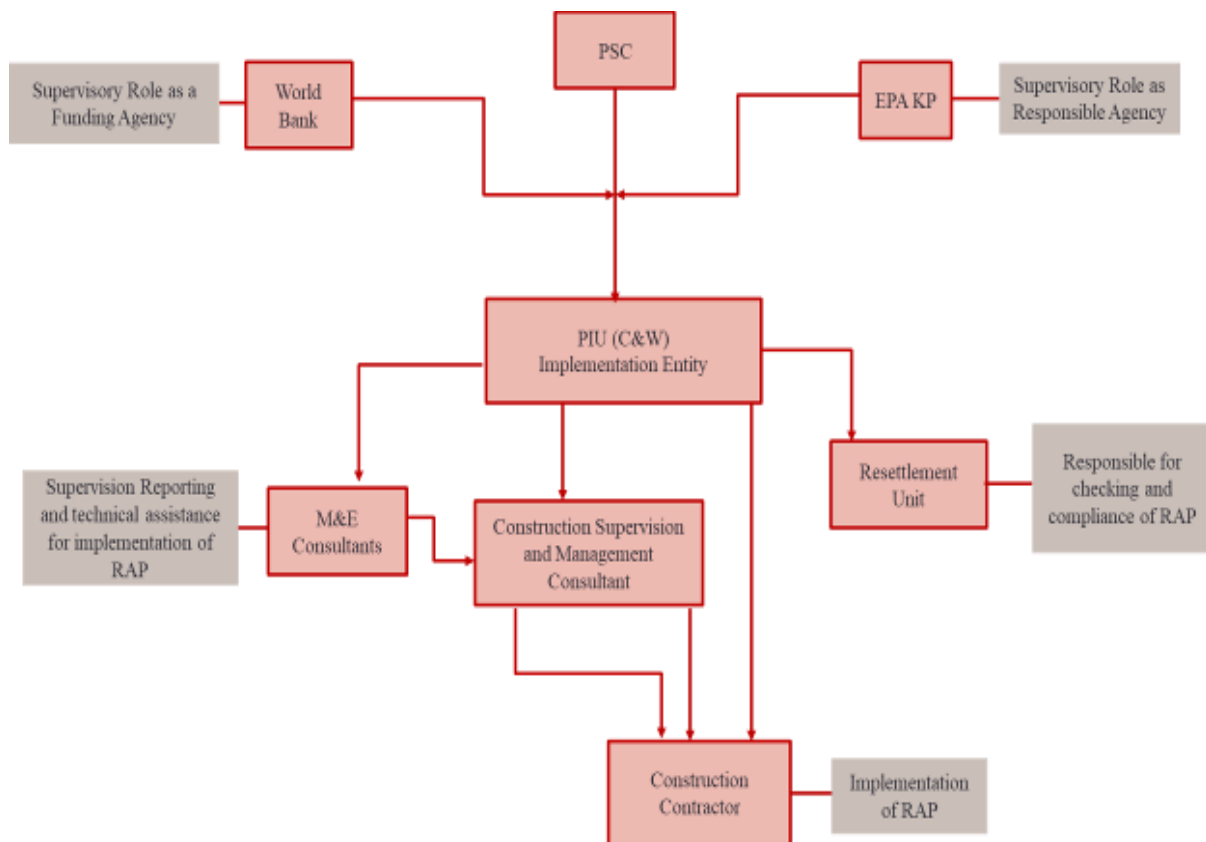 PSC
Supervisory Role as a
Funding Agency
World
Bank
EPA KP
Supervisory Role as
Responsible Agency
PIU (C&W)
Implementation Entity
Supervision Reporting
and technical assistance
for implementation of
RAP
M&E
Consultants
Construction Supervision
and Management
Consultant
Resettlement
Unit
Responsible for
checking and
compliance of RAP
Construction
Contractor
Implementation
of RAP